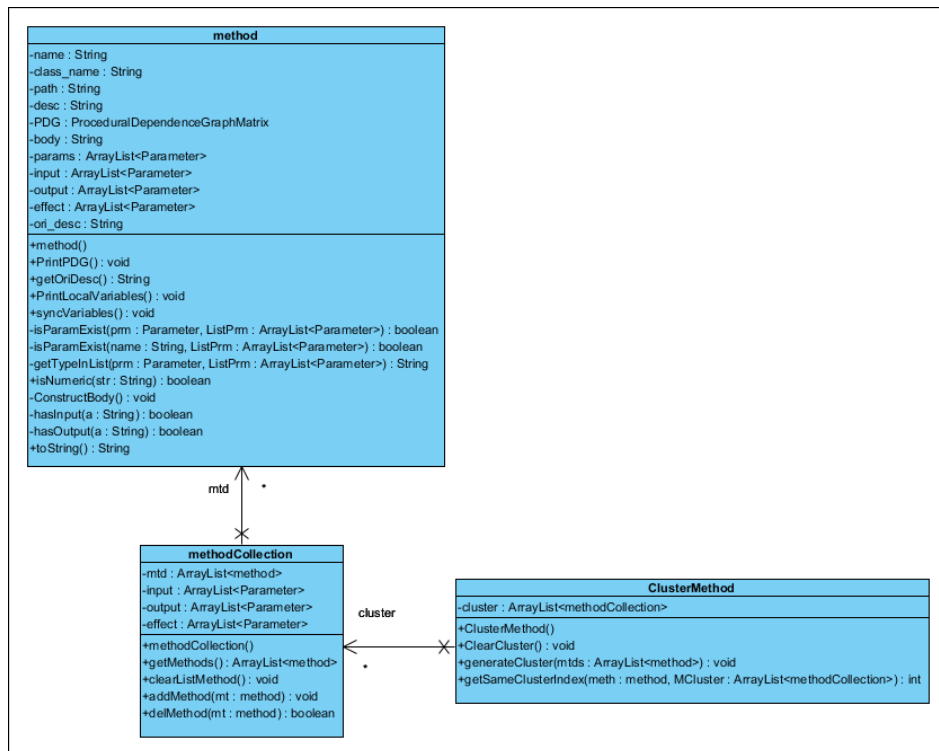 method
-name : String
-class_name : String
-path : String
-desc : String
-PDG : ProceduralDependenceGraphMatrix
-body : String
-params : ArrayList<Parameter>
-input : ArrayList<Parameter>
-output : ArrayList<Parameter>
-effect : ArrayList<Parameter>
-ori_desc : String
+method()
+PrintPDG() : void
+getOriDesc() : String
+PrintLocalVariables() : void
+syncVariables() : void
-isParamExist(prm : Parameter, ListPrm : ArrayList<Parameter>) : boolean
-isParamExist(name : String, ListPrm : ArrayList<Parameter>) : boolean
-getTypeInList(prm : Parameter, ListPrm : ArrayList<Parameter>) : String
+isNumeric(str : String) : boolean
-ConstructBody() : void
-hasInput(a : String) : boolean
-hasOutput(a : String) : boolean
+toString() : String
mtd *
methodCollection
-mtd : ArrayList<method>
-input : ArrayList<Parameter>
-output : ArrayList<Parameter>
-effect : ArrayList<Parameter>
+methodCollection()
+getMethods() : ArrayList<method>
+clearListMethod() : void
+addMethod(mt : method) : void
+delMethod(mt : method) : boolean
cluster
*
ClusterMethod
-cluster : ArrayList<methodCollection>
+ClusterMethod()
+ClearCluster() : void
+generateCluster(mtds : ArrayList<method>) : void
+getSameClusterIndex(meth : method, MCluster : ArrayList<methodCollection>) : int